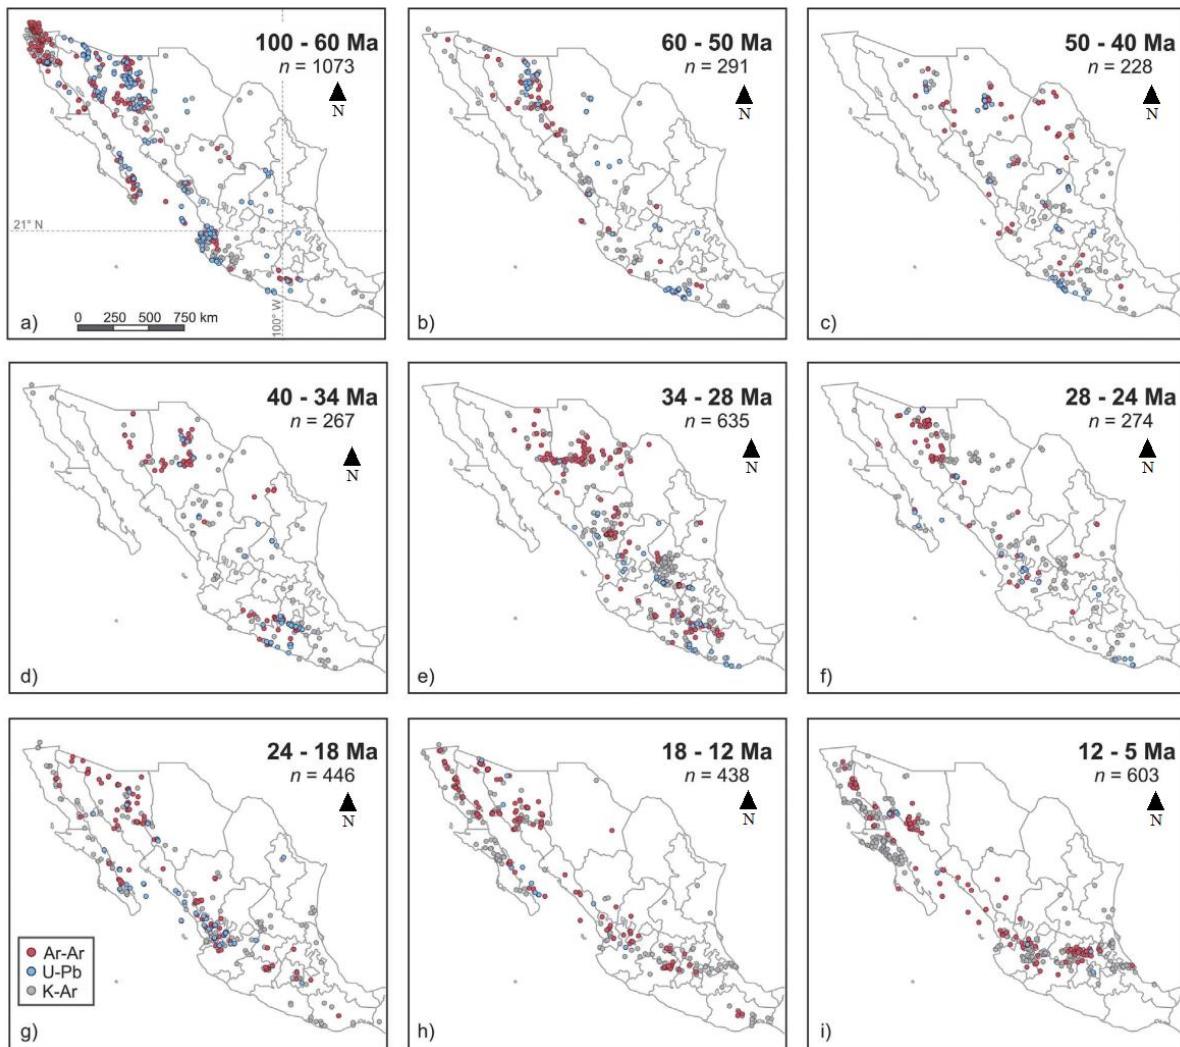 100 - 60 Ma
n = 1073
N
21° N
100° W
0 250 500 750 km
a)
60 - 50 Ma
n = 291
N
b)
50 - 40 Ma
n = 228
N
c)
40 - 34 Ma
n = 267
N
d)
34 - 28 Ma
n = 635
N
e)
28 - 24 Ma
n = 274
N
f)
24 - 18 Ma
n = 446
N
Ar-Ar
U-Pb
K-Ar
g)
18 - 12 Ma
n = 438
N
h)
12 - 5 Ma
n = 603
N
i)